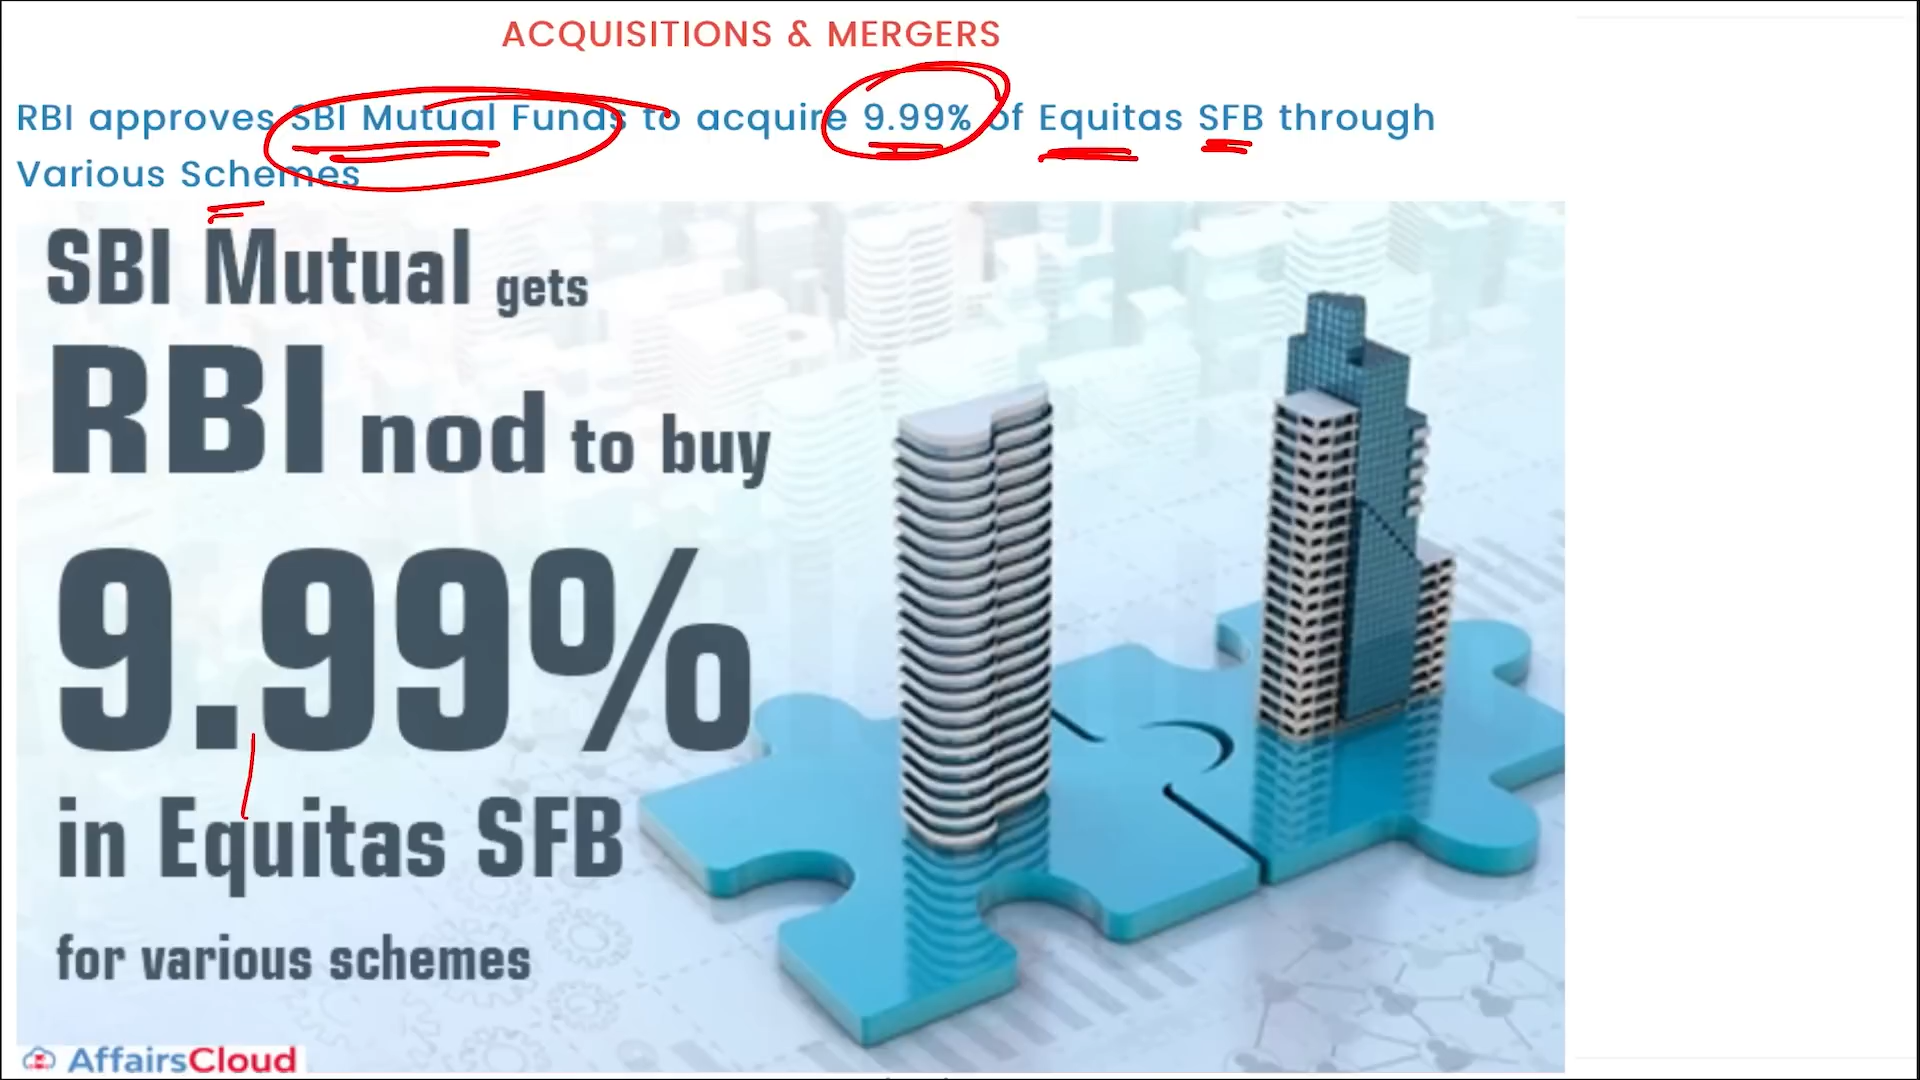 ACQUISITIONS & MERGERS
RBI approves SBI Mutual Funds to acquire 9.99% of Equitas SFB through
Various Schemes
SBI Mutual gets
RBI nod to buy
9.99%
in Equitas SFB
for various schemes
AffairsCloud